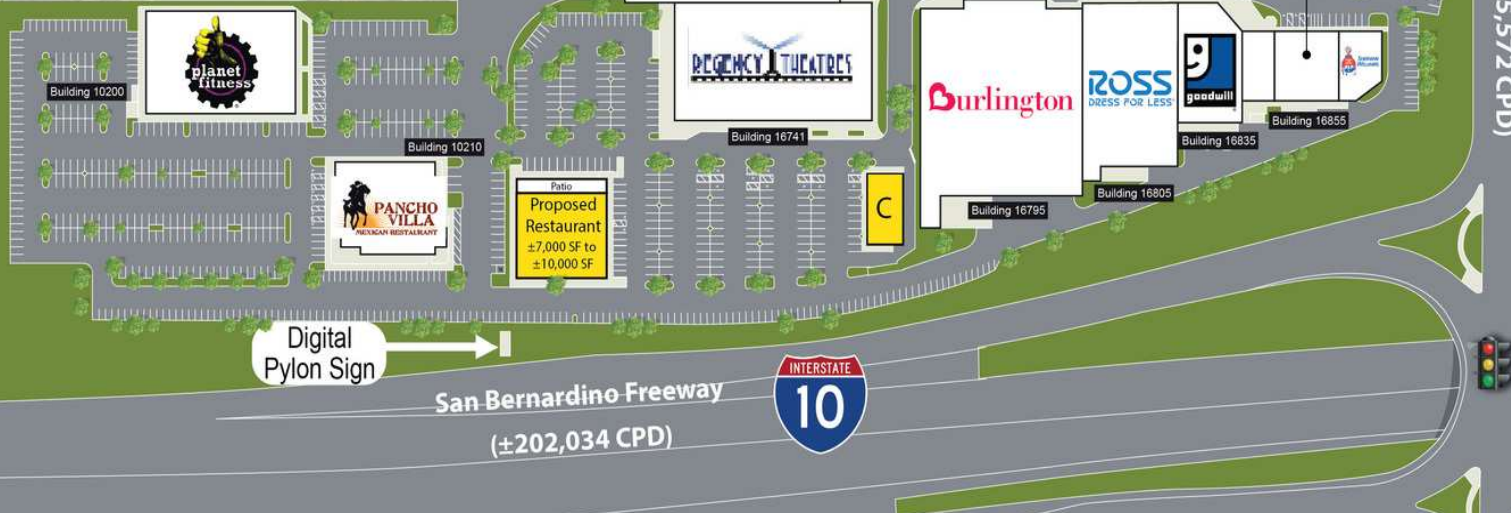 planet
fitness
Building 10200
Building 10210
PANCHO
VILLA
MEXICAN RESTAURANT
Patio
Proposed
Restaurant
±7,000 SF to
±10,000 SF
REGENCY THEATRES
Building 16741
C
Burlington
Building 16795
ROSS
DRESS FOR LESS
Building 16805
goodwill
Building 16835
Building 16855
Digital
Pylon Sign
San Bernardino Freeway
(±202,034 CPD)
INTERSTATE
10
CPD)